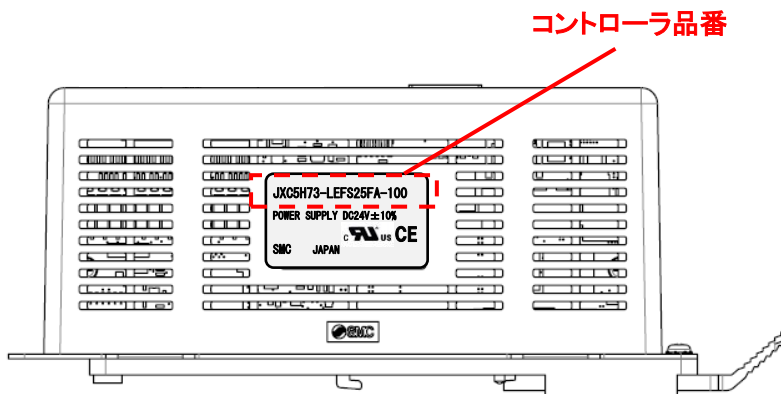 コントローラ品番
JXC5H73-LEFS25FA-100
POWER SUPPLY DC24V±10%
c RU US CE
SMC JAPAN
SMC